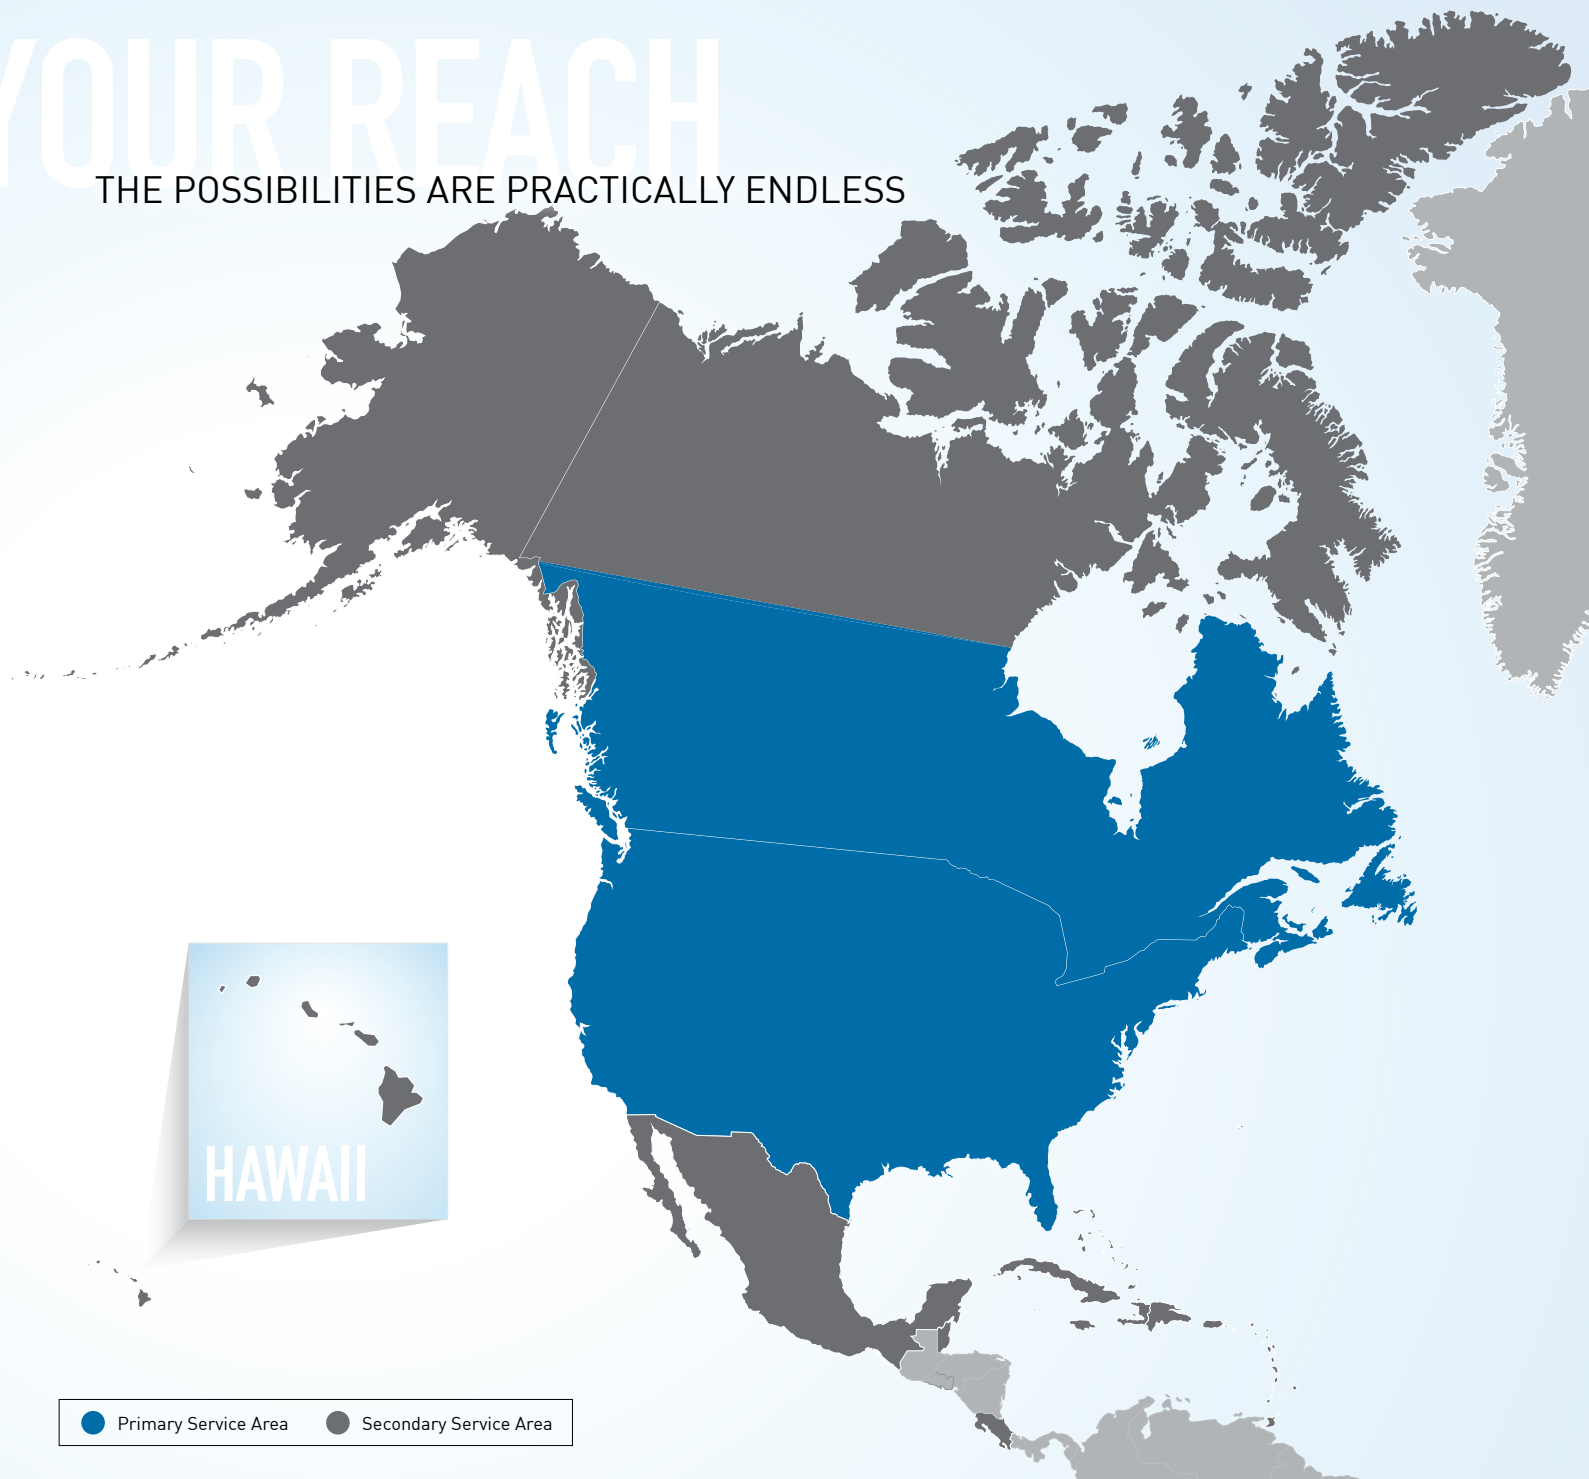 YOUR REACH
THE POSSIBILITIES ARE PRACTICALLY ENDLESS
HAWAII
Primary Service Area
Secondary Service Area